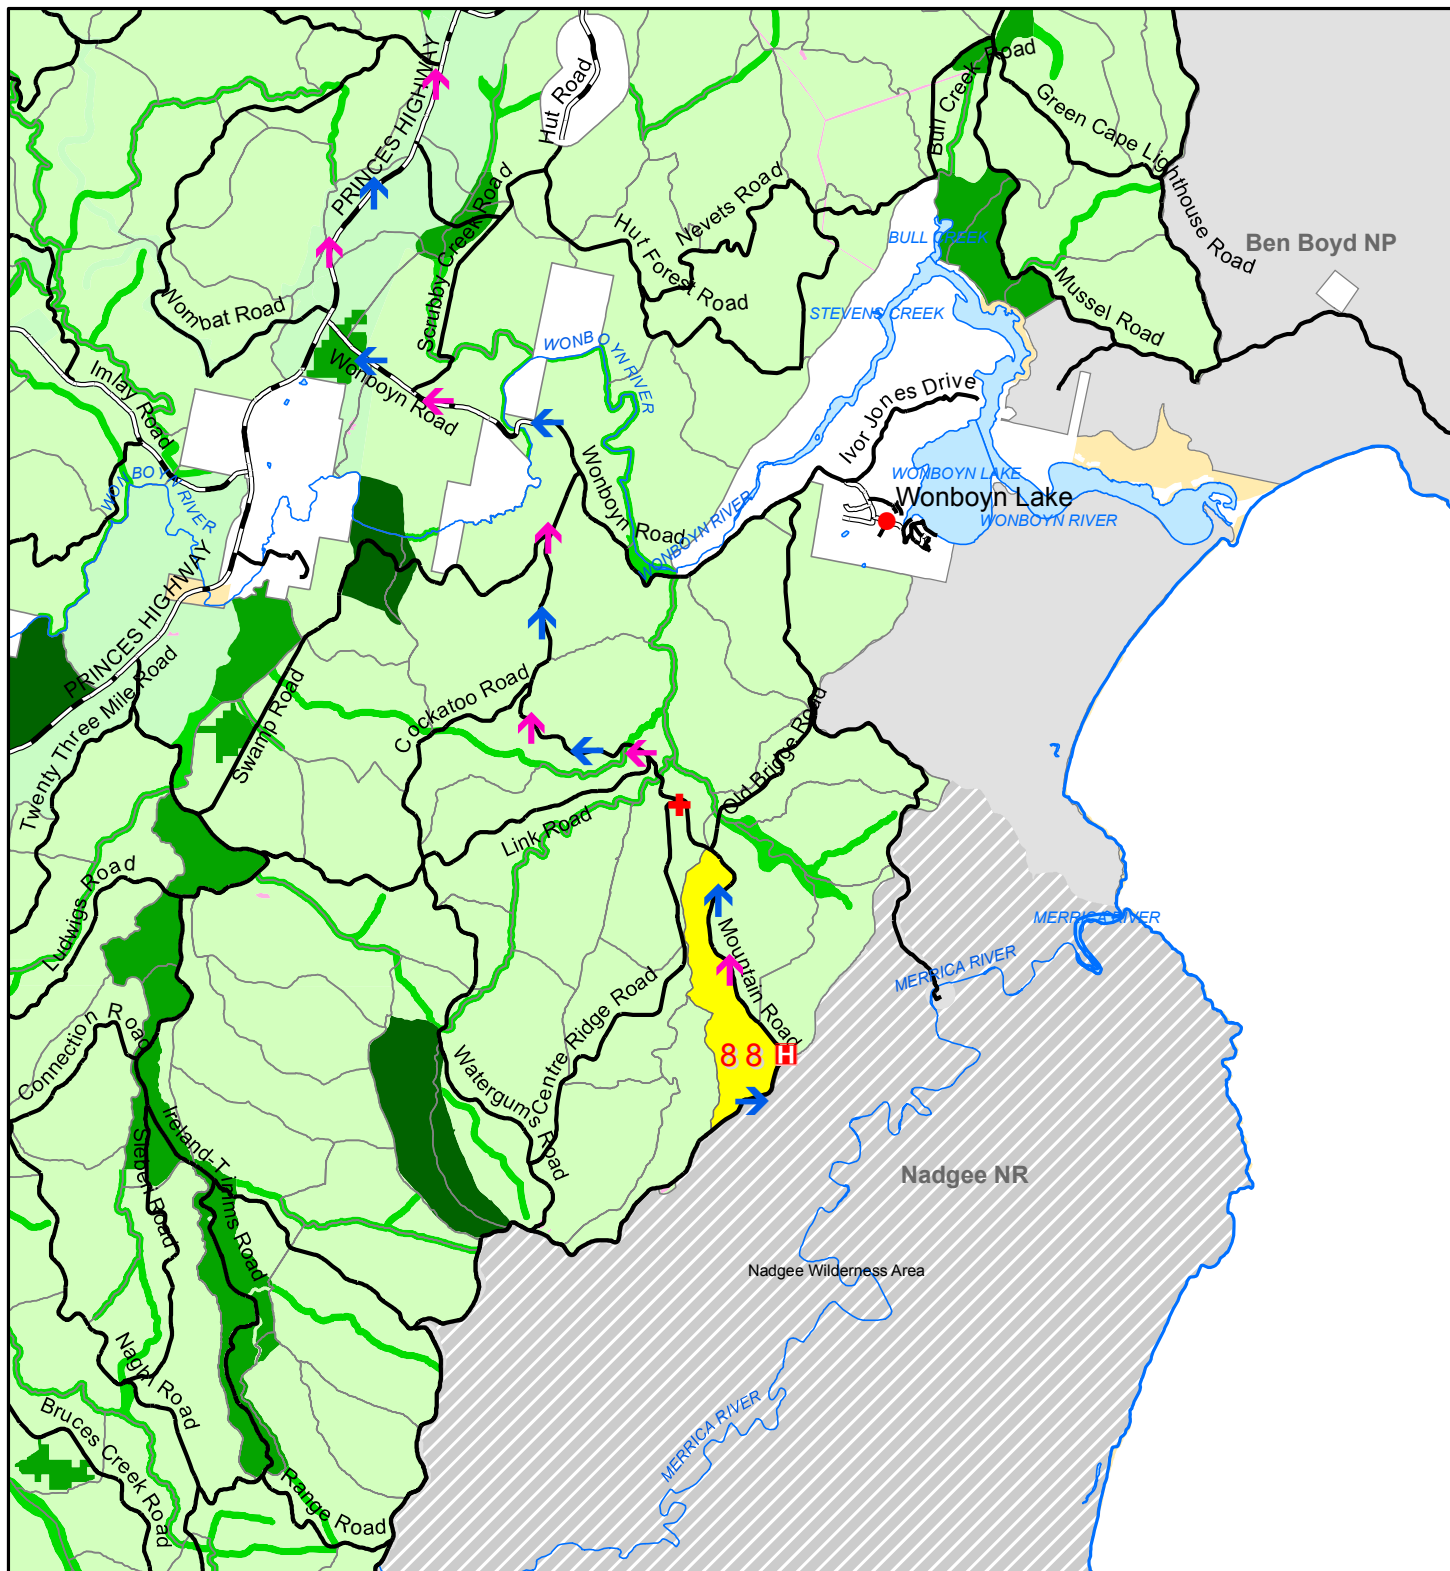 PRINCES HIGHWAY
Hut Road
Bull Creek Road
Green Cape Lighthouse Road
Ben Boyd NP
Nevets Road
Scrubby Creek Road
Hut Forest Road
BULL CREEK
Mussel Road
Wombat Road
STEVENS CREEK
WONBOYN RIVER
Imlay Road
Wonboyn Road
Ivor Jones Drive
WONBOYN LAKE
Wonboyn Lake
WONBOYN RIVER
WONBOYN RIVER
Wonboyn Road
WONBOYN RIVER
PRINCES HIGHWAY
Twenty Three Mile Road
Swamp Road
Cockatoo Road
Old Bridge Road
Link Road
Ludwigs Road
MERRICA RIVER
MERRICA RIVER
Mountain Road
Centre Ridge Road
Connection Road
88
H
Watergums Road
Ireland-Timms Road
Sleper Road
Nadgee NR
Nadgee Wilderness Area
Naghi Road
MERRICA RIVER
Bruces Creek Road
Range Road